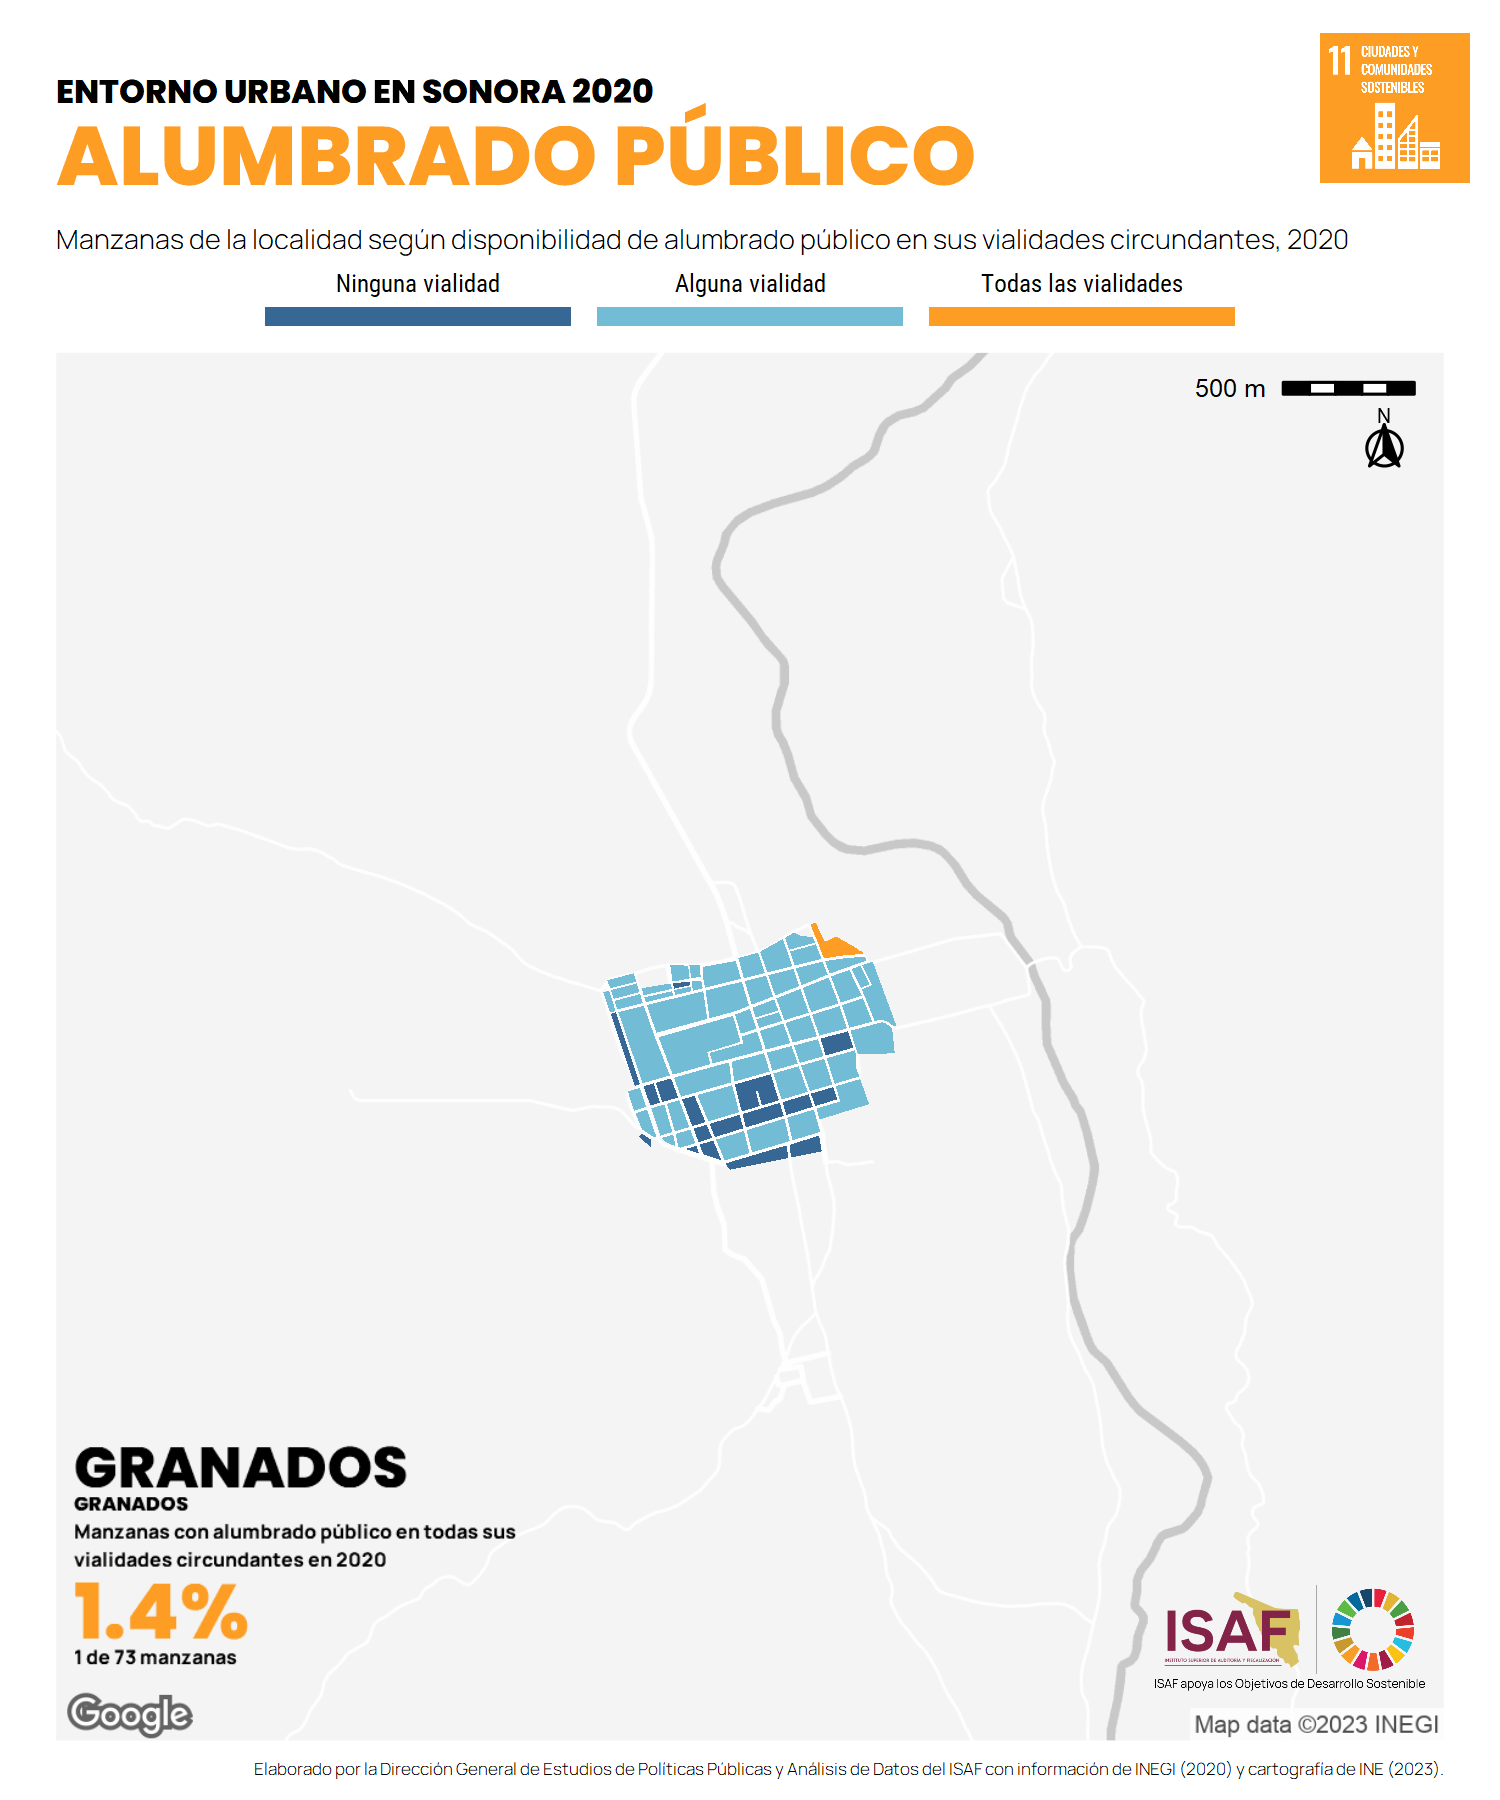 ENTORNO URBANO EN SONORA 2020
ALUMBRADO PÚBLICO
11 CIUDADES Y
COMUNIDADES
SOSTENIBLES
Manzanas de la localidad según disponibilidad de alumbrado público en sus vialidades circundantes, 2020
Ninguna vialidad Alguna vialidad Todas las vialidades
500 m
N
GRANADOS
GRANADOS
Manzanas con alumbrado público en todas sus
vialidades circundantes en 2020
1.4%
1 de 73 manzanas
Google
ISAF
INSTITUTO SUPERIOR DE AUDITORÍA Y FISCALIZACIÓN
ISAF apoya los Objetivos de Desarrollo Sostenible
Map data ©2023 INEGI
Elaborado por la Dirección General de Estudios de Políticas Públicas y Análisis de Datos del ISAF con información de INEGI (2020) y cartografía de INE (2023).